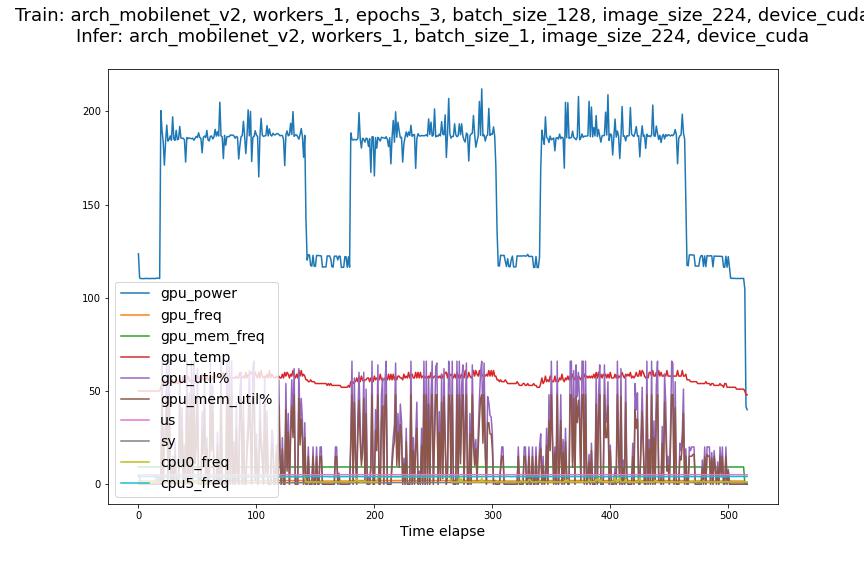 Train: arch_mobilenet_v2, workers_1, epochs_3, batch_size_128, image_size_224, device_cuda
Infer: arch_mobilenet_v2, workers_1, batch_size_1, image_size_224, device_cuda
200
150
100
50
0
gpu_power
gpu_freq
gpu_mem_freq
gpu_temp
gpu_util%
gpu_mem_util%
us
sy
cpu0_freq
cpu5_freq
0 100 200 300 400 500
Time elapse